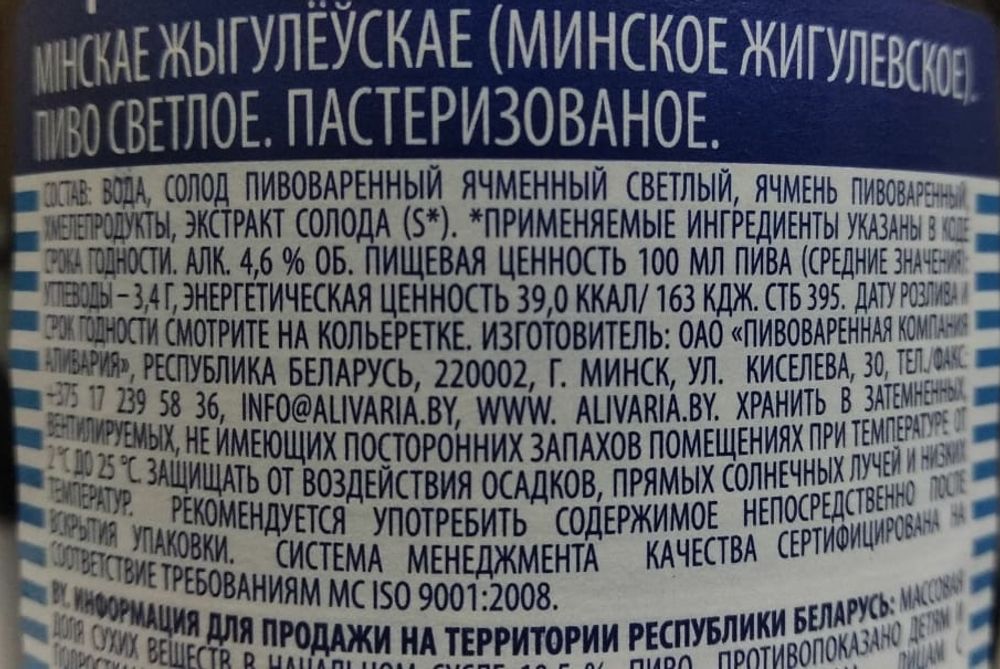 МІНСКАЕ ЖЫГУЛЁЎСКАЕ (МИНСКОЕ ЖИГУЛЕВСКОЕ).
ПИВО СВЕТЛОЕ. ПАСТЕРИЗОВАНОЕ.
СОСТАВ: ВОДА, СОЛОД ПИВОВАРЕННЫЙ ЯЧМЕННЫЙ СВЕТЛЫЙ, ЯЧМЕНЬ ПИВОВАРЕННЫЙ,
ХМЕЛЕПРОДУКТЫ, ЭКСТРАКТ СОЛОДА (S*). *ПРИМЕНЯЕМЫЕ ИНГРЕДИЕНТЫ УКАЗАНЫ В КОДЕ
СРОКА ГОДНОСТИ. АЛК. 4,6 % ОБ. ПИЩЕВАЯ ЦЕННОСТЬ 100 МЛ ПИВА (СРЕДНИЕ ЗНАЧЕНИЯ):
УГЛЕВОДЫ – 3,4 Г, ЭНЕРГЕТИЧЕСКАЯ ЦЕННОСТЬ 39,0 ККАЛ/ 163 КДЖ. СТБ 395. ДАТУ РОЗЛИВА И
СРОК ГОДНОСТИ СМОТРИТЕ НА КОЛЬЕРЕТКЕ. ИЗГОТОВИТЕЛЬ: ОАО «ПИВОВАРЕННАЯ КОМПАНИЯ
АЛИВАРИЯ», РЕСПУБЛИКА БЕЛАРУСЬ, 220002, Г. МИНСК, УЛ. КИСЕЛЕВА, 30, ТЕЛ./ФАКС:
+375 17 239 58 36, INFO@ALIVARIA.BY, WWW. ALIVARIA.BY. ХРАНИТЬ В ЗАТЕМНЕННЫХ,
ВЕНТИЛИРУЕМЫХ, НЕ ИМЕЮЩИХ ПОСТОРОННИХ ЗАПАХОВ ПОМЕЩЕНИЯХ ПРИ ТЕМПЕРАТУРЕ ОТ
2 °С ДО 25 °С. ЗАЩИЩАТЬ ОТ ВОЗДЕЙСТВИЯ ОСАДКОВ, ПРЯМЫХ СОЛНЕЧНЫХ ЛУЧЕЙ И НИЗКИХ
ТЕМПЕРАТУР. РЕКОМЕНДУЕТСЯ УПОТРЕБИТЬ СОДЕРЖИМОЕ НЕПОСРЕДСТВЕННО ПОСЛЕ
ВСКРЫТИЯ УПАКОВКИ. СИСТЕМА МЕНЕДЖМЕНТА КАЧЕСТВА СЕРТИФИЦИРОВАНА НА
СООТВЕТСТВИЕ ТРЕБОВАНИЯМ МС ISO 9001:2008.
BY. ИНФОРМАЦИЯ ДЛЯ ПРОДАЖИ НА ТЕРРИТОРИИ РЕСПУБЛИКИ БЕЛАРУСЬ: МАССОВАЯ
ДОЛЯ СУХИХ ВЕЩЕСТВ В НАЧАЛЬНОМ СУСЛЕ 10,5 %. ПИВО ПРОТИВОПОКАЗАНО ДЕТЯМ И